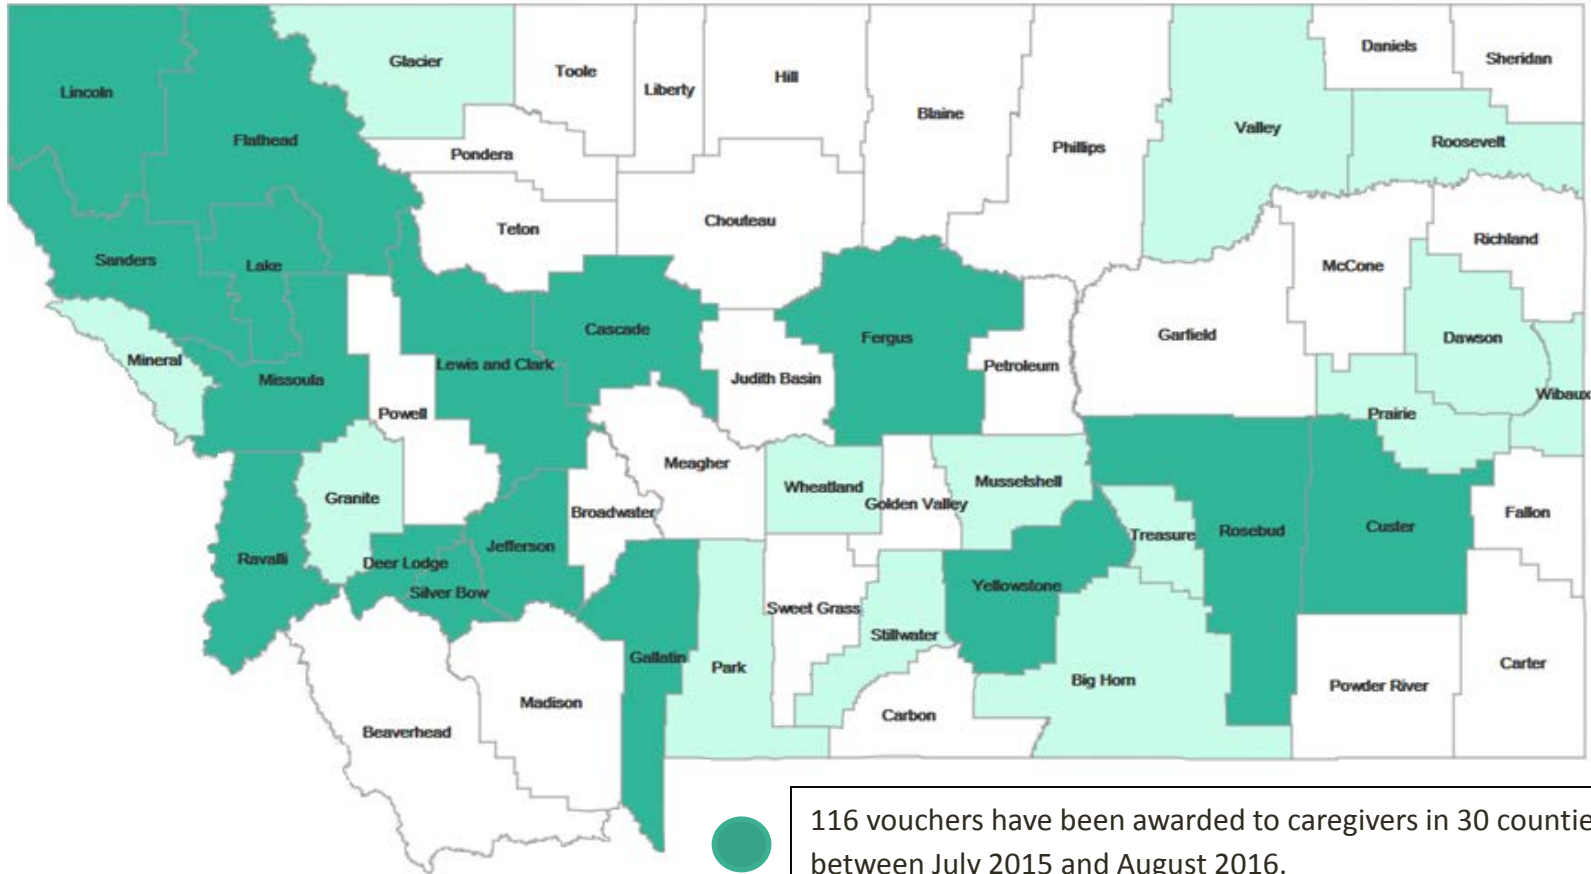 Glacier
Toole
Liberty
Hill
Blaine
Phillips
Valley
Daniels
Sheridan
Roosevelt
Lincoln
Flathead
Pondera
Teton
Chouteau
Richland
McCone
Sanders
Lake
Mineral
Missoula
Powell
Lewis and Clark
Cascade
Judith Basin
Fergus
Petroleum
Garfield
Dawson
Wibaux
Prairie
Meagher
Wheatland
Golden Valley
Musselshell
Treasure
Rosebud
Custer
Fallon
Granite
Broadwater
Ravalli
Deer Lodge
Silver Bow
Jefferson
Yellowstone
Sweet Grass
Stillwater
Gallatin
Park
Big Horn
Powder River
Carter
Madison
Beaverhead
Carbon
116 vouchers have been awarded to caregivers in 30 countie
between July 2015 and August 2016.